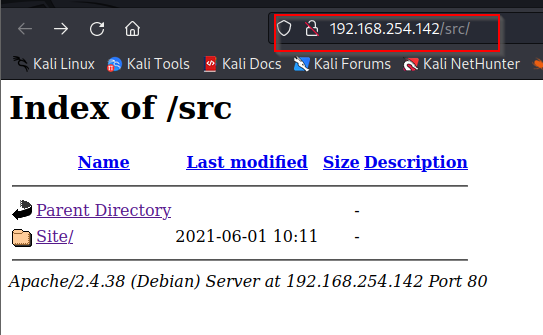 192.168.254.142/src/
Kali Linux Kali Tools Kali Docs Kali Forums Kali NetHunter
Index of /src
Name Last modified Size Description
Parent Directory -
Site/ 2021-06-01 10:11 -
Apache/2.4.38 (Debian) Server at 192.168.254.142 Port 80